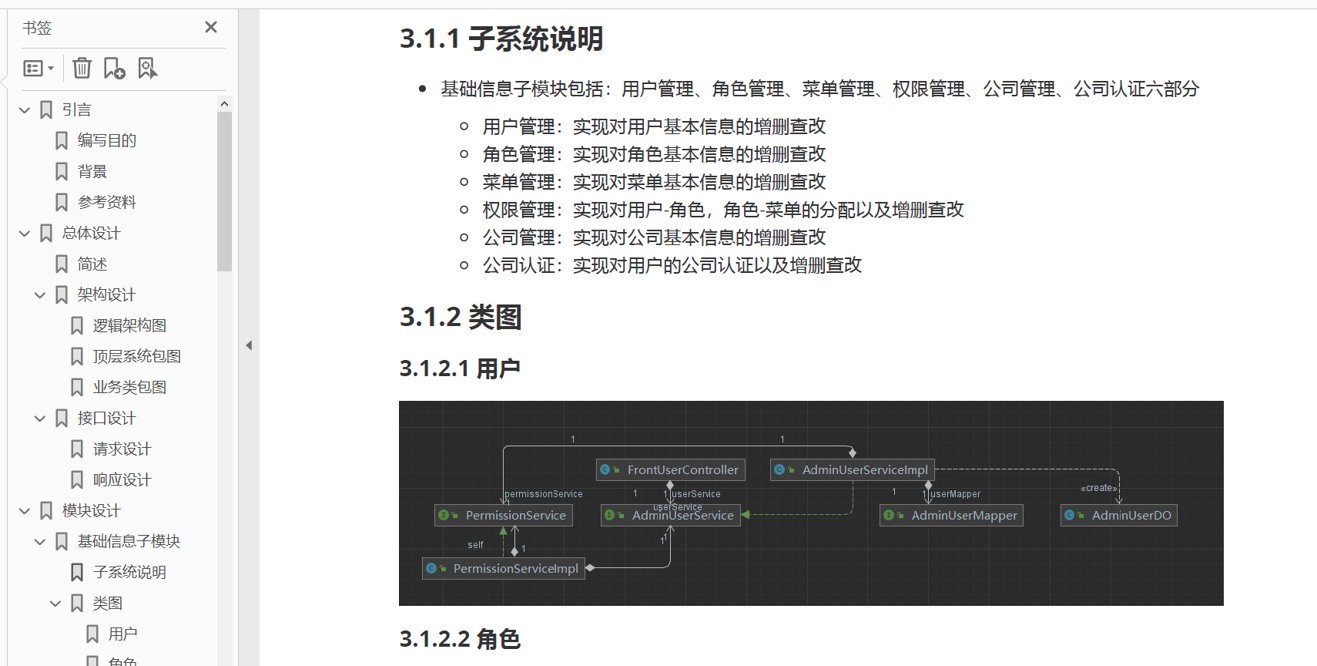 书签
引言
编写目的
背景
参考资料
总体设计
简述
架构设计
逻辑架构图
顶层系统包图
业务类包图
接口设计
请求设计
响应设计
模块设计
基础信息子模块
子系统说明
类图
用户
角色
3.1.1 子系统说明
基础信息子模块包括：用户管理、角色管理、菜单管理、权限管理、公司管理、公司认证六部分
用户管理：实现对用户基本信息的增删查改
角色管理：实现对角色基本信息的增删查改
菜单管理：实现对菜单基本信息的增删查改
权限管理：实现对用户-角色，角色-菜单的分配以及增删查改
公司管理：实现对公司基本信息的增删查改
公司认证：实现对用户的公司认证以及增删查改
3.1.2 类图
3.1.2.1 用户
1 1
FrontUserController AdminUserServiceImpl
«create»
permissionService 1 1 userService 1 1 userMapper
1 userService
PermissionService AdminUserService AdminUserMapper AdminUserDO
self 1 1 1
PermissionServiceImpl
3.1.2.2 角色